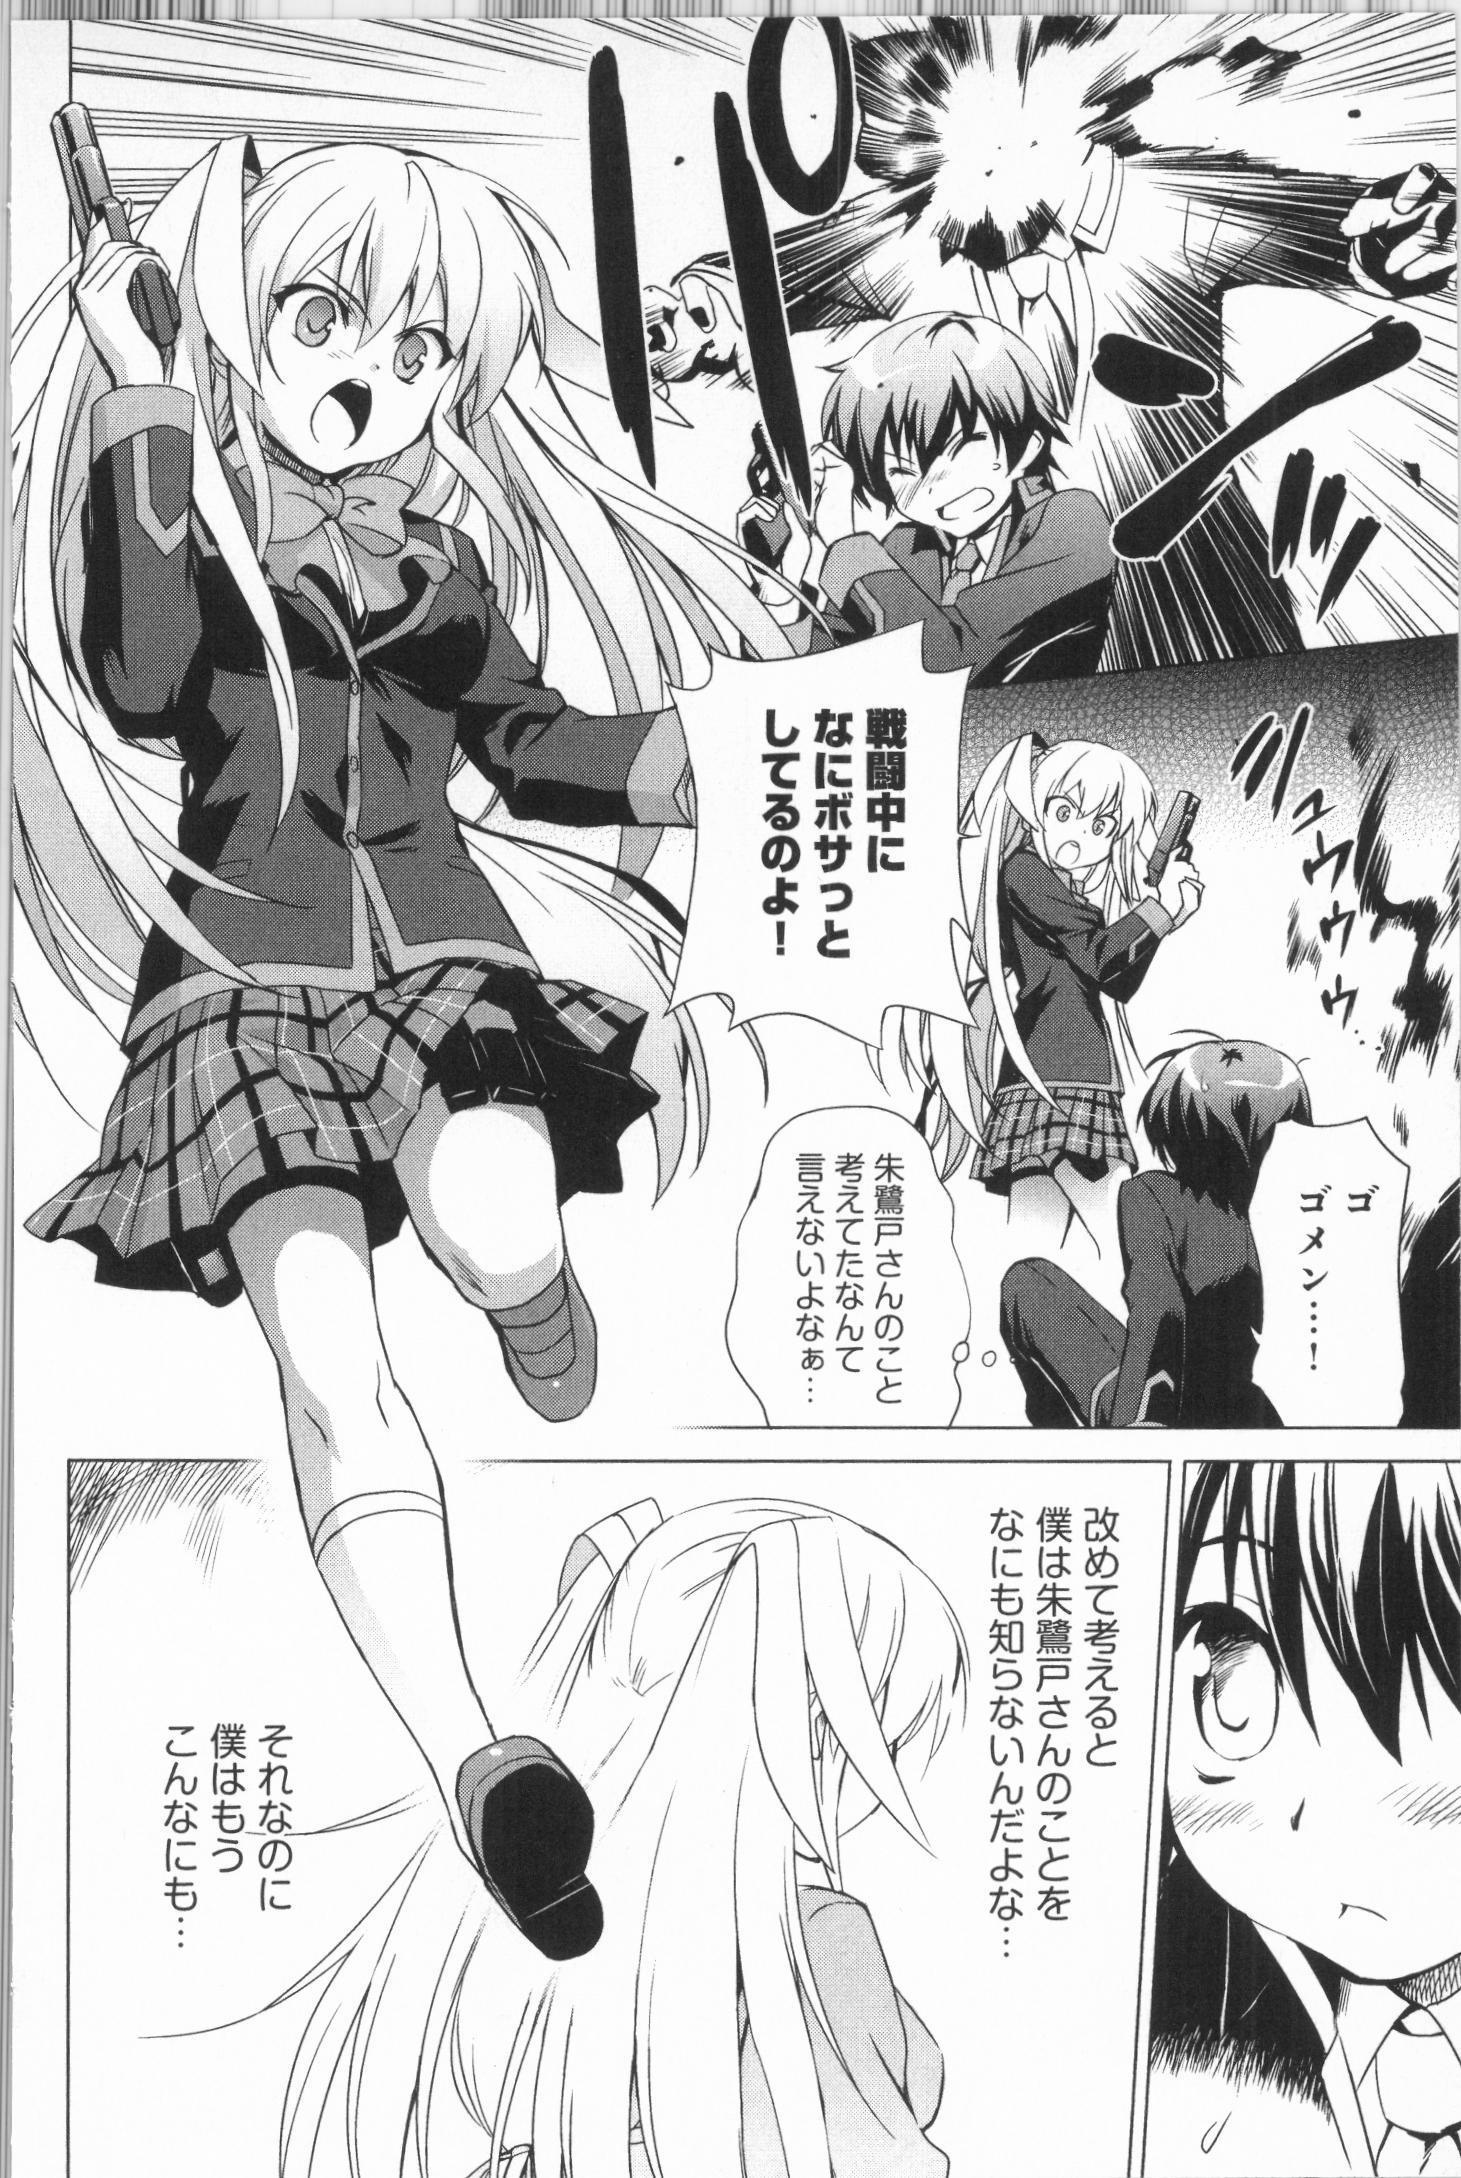 パーン
戦闘中に
なにボサっと
してるのよ！
シュウウゥ…
ゴ
ゴメン…！
朱鷺戸さんのこと
考えてたなんて
言えないよなぁ…
改めて考えると
僕は朱鷺戸さんのことを
なにも知らないんだよな…
それなのに
僕はもう
こんなにも…